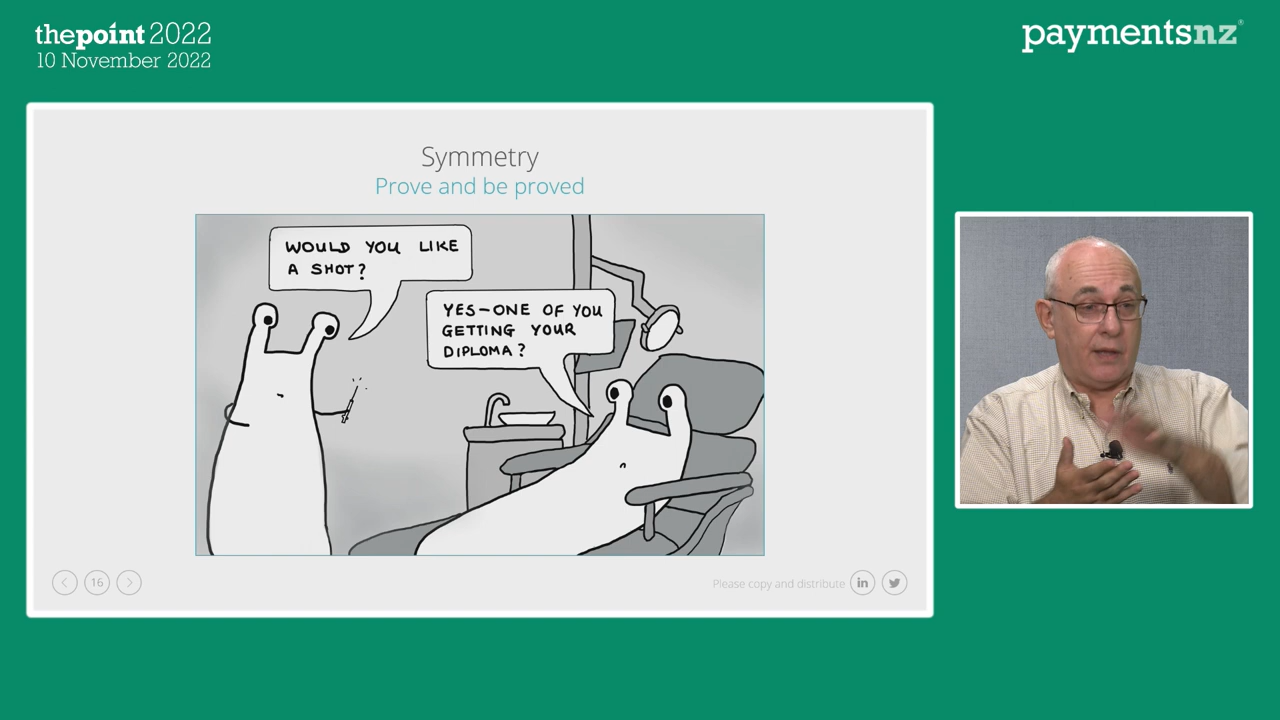 thepoint 2022
10 November 2022
paymentsnz
Symmetry
Prove and be proved
WOULD YOU LIKE
A SHOT?
YES-ONE OF YOU
GETTING YOUR
DIPLOMA?
16
Please copy and distribute
in